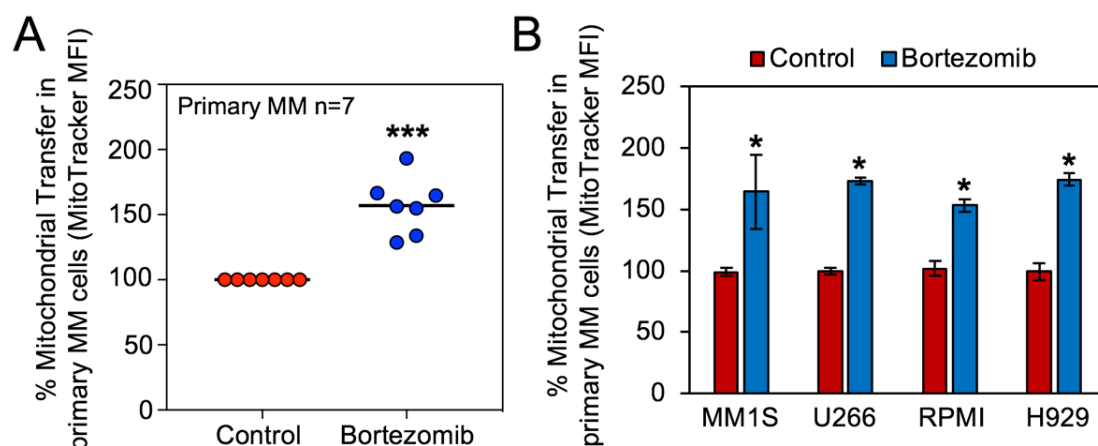 A
% Mitochondrial Transfer in
primary MM cells (MitoTracker MFI)
250
200
150
100
50
0
Primary MM n=7
***
Control
Bortezomib
B
% Mitochondrial Transfer in
primary MM cells (MitoTracker MFI)
Control Bortezomib
250
200
150
100
50
0
* * * *
MM1S U266 RPMI H929